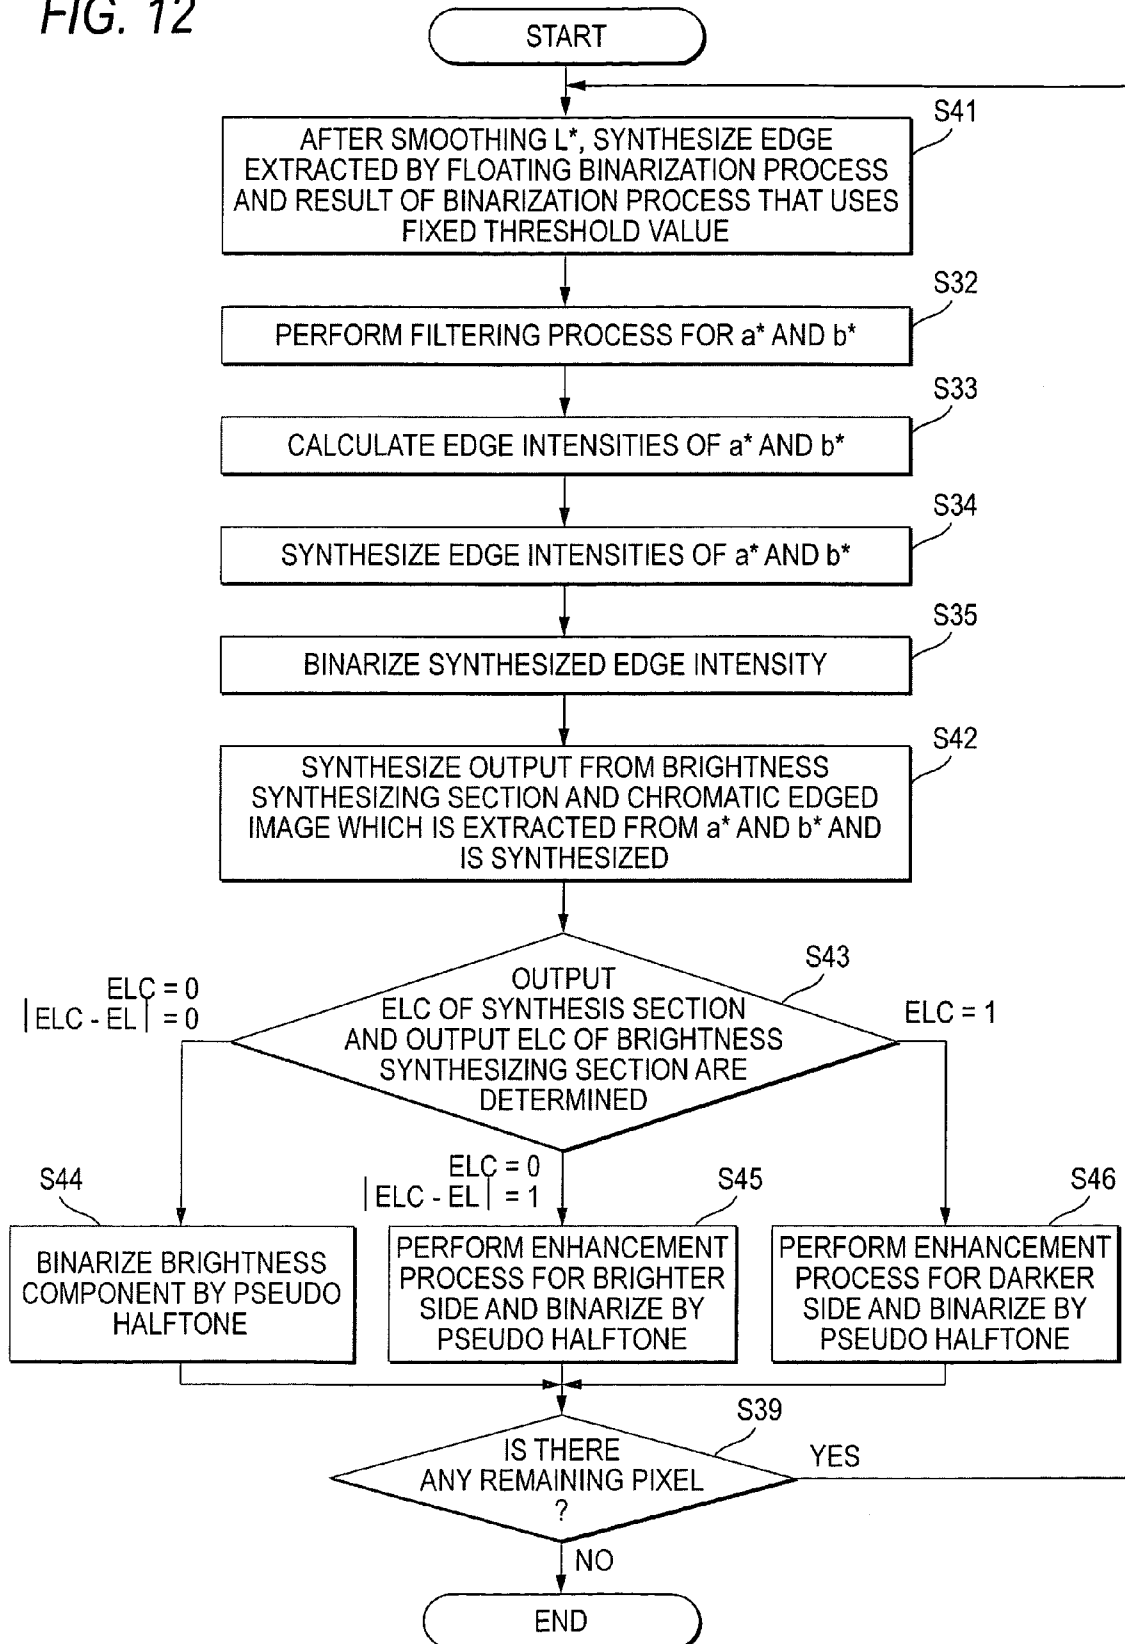 FIG. 12
START
S41
AFTER SMOOTHING L*, SYNTHESIZE EDGE
EXTRACTED BY FLOATING BINARIZATION PROCESS
AND RESULT OF BINARIZATION PROCESS THAT USES
FIXED THRESHOLD VALUE
S32
PERFORM FILTERING PROCESS FOR a* AND b*
S33
CALCULATE EDGE INTENSITIES OF a* AND b*
S34
SYNTHESIZE EDGE INTENSITIES OF a* AND b*
S35
BINARIZE SYNTHESIZED EDGE INTENSITY
S42
SYNTHESIZE OUTPUT FROM BRIGHTNESS
SYNTHESIZING SECTION AND CHROMATIC EDGED
IMAGE WHICH IS EXTRACTED FROM a* AND b* AND
IS SYNTHESIZED
S43
OUTPUT
ELC OF SYNTHESIS SECTION
AND OUTPUT ELC OF BRIGHTNESS
SYNTHESIZING SECTION ARE
DETERMINED
ELC = 0
|ELC - EL| = 0
ELC = 1
ELC = 0
|ELC - EL| = 1
S44
BINARIZE BRIGHTNESS
COMPONENT BY PSEUDO
HALFTONE
S45
PERFORM ENHANCEMENT
PROCESS FOR BRIGHTER
SIDE AND BINARIZE BY
PSEUDO HALFTONE
S46
PERFORM ENHANCEMENT
PROCESS FOR DARKER
SIDE AND BINARIZE BY
PSEUDO HALFTONE
S39
IS THERE
ANY REMAINING PIXEL
?
YES
NO
END